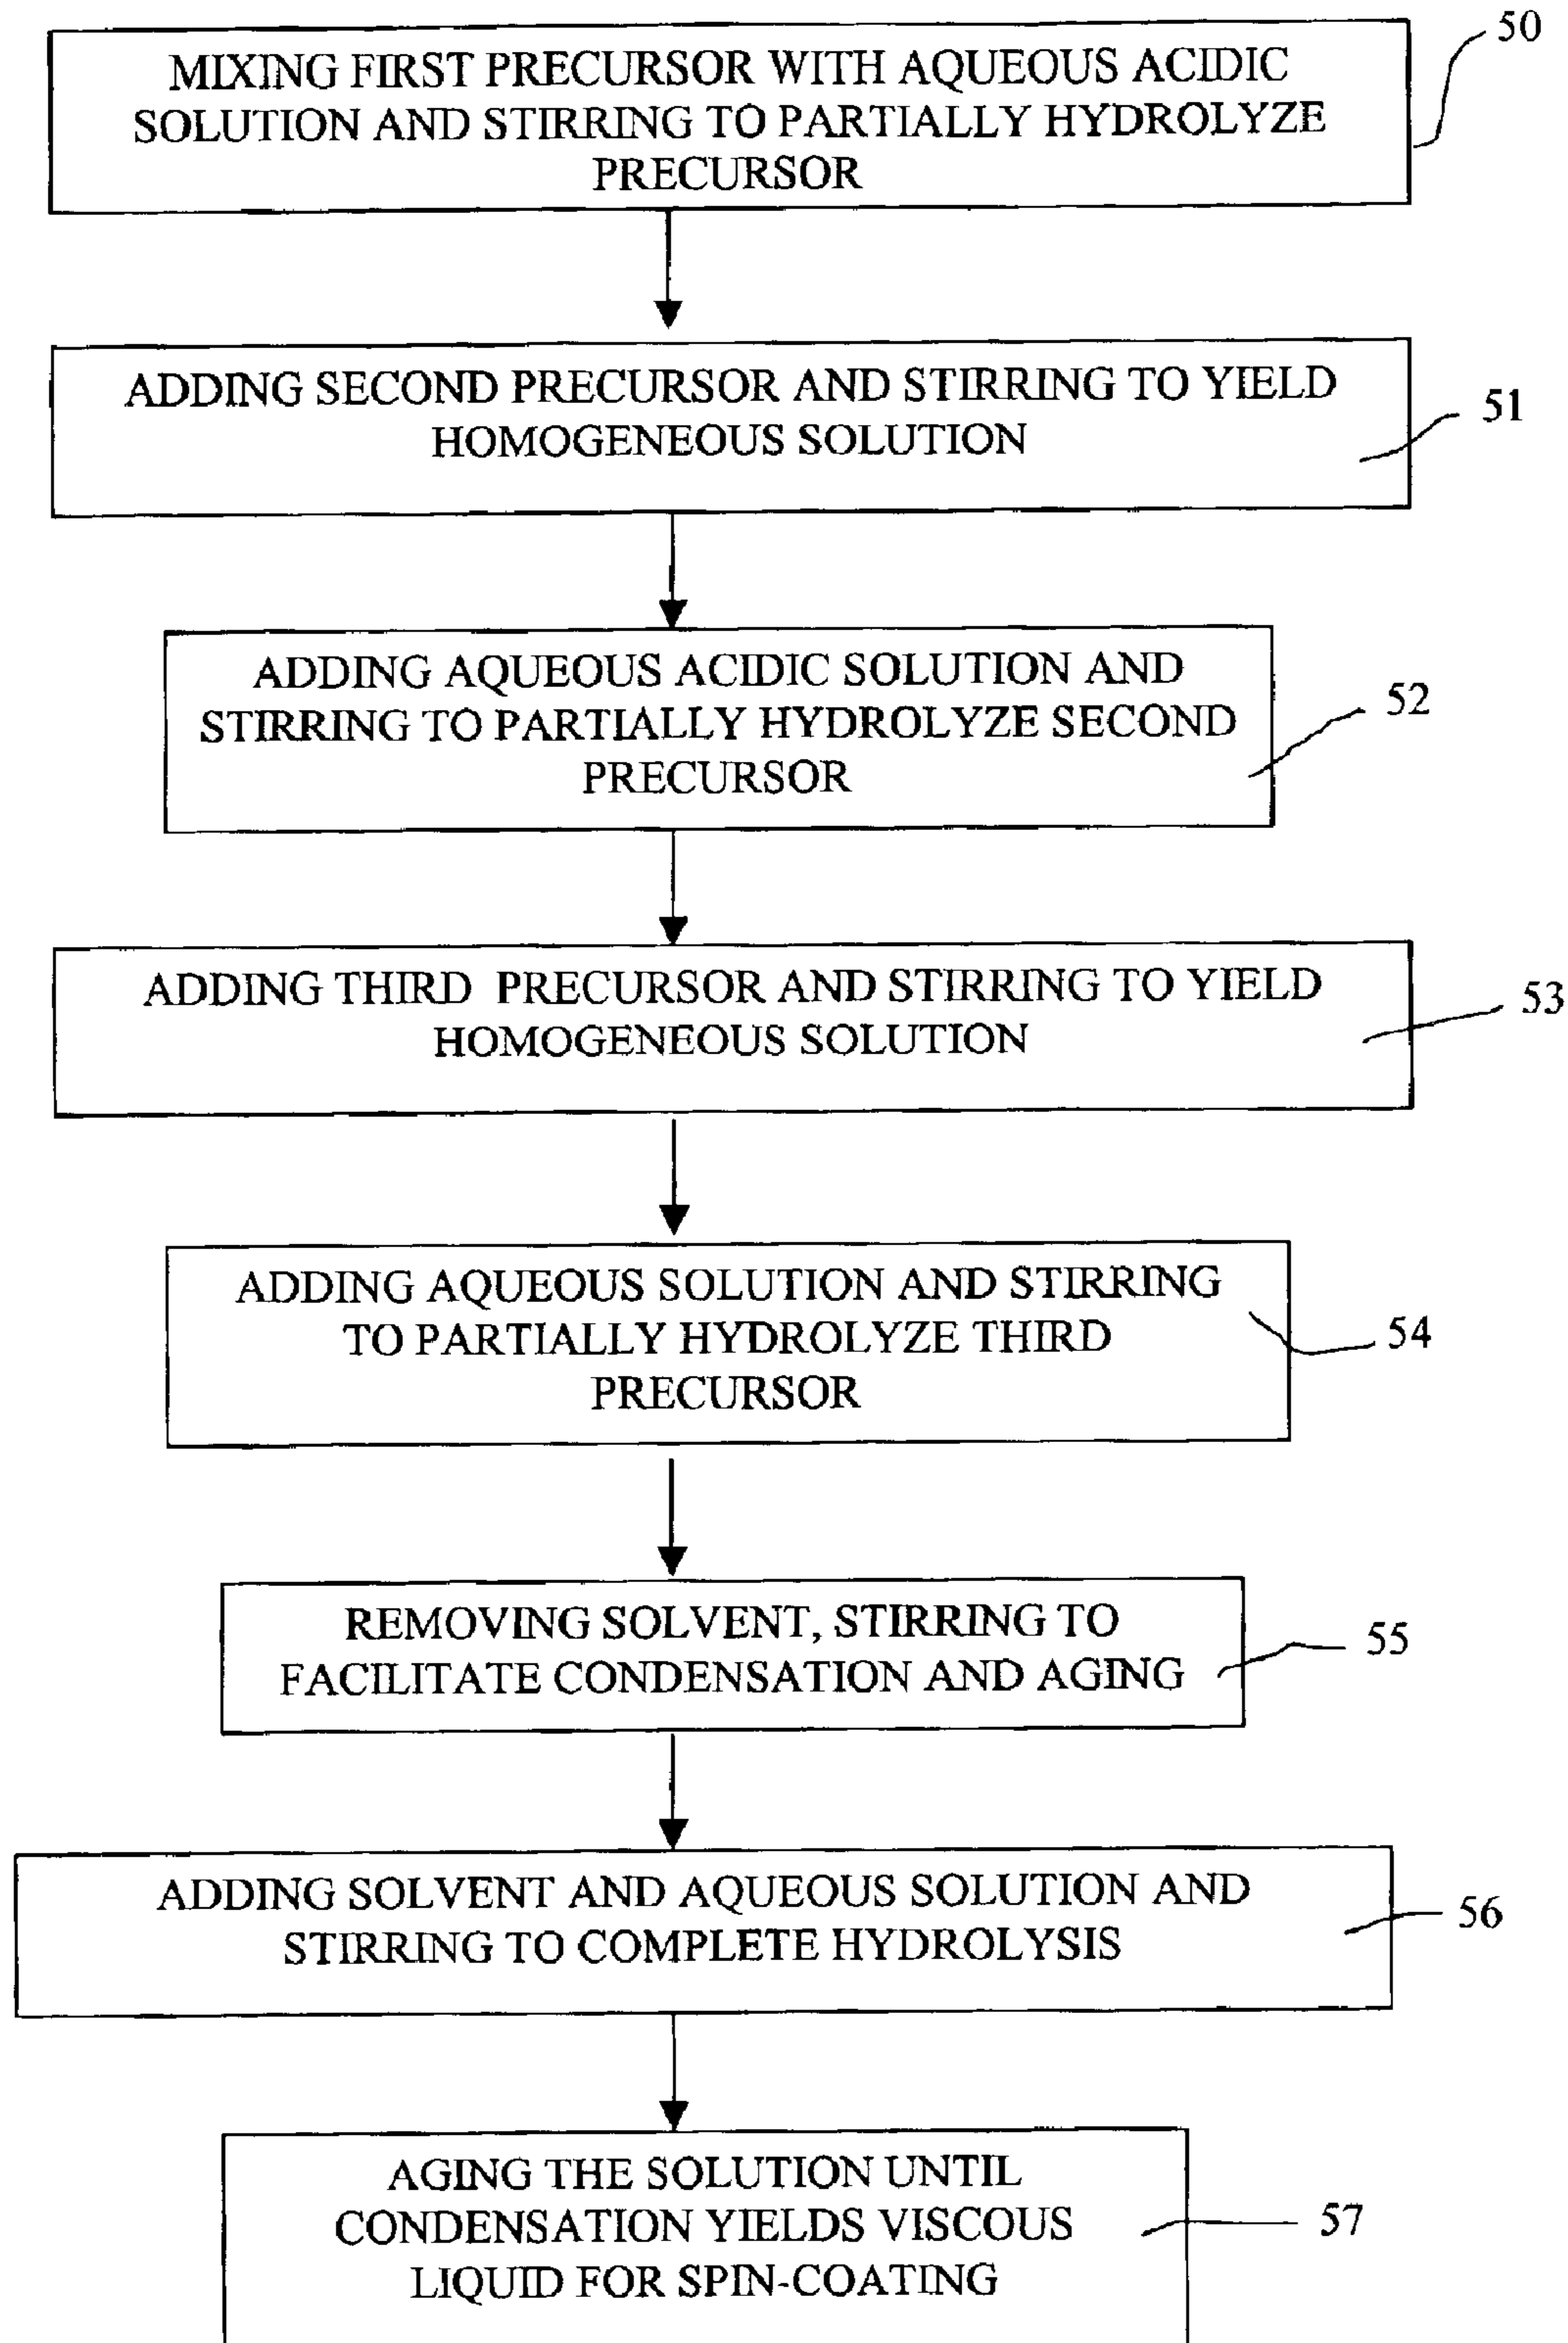 50
MIXING FIRST PRECURSOR WITH AQUEOUS ACIDIC
SOLUTION AND STIRRING TO PARTIALLY HYDROLYZE
PRECURSOR
ADDING SECOND PRECURSOR AND STIRRING TO YIELD
HOMOGENEOUS SOLUTION
51
ADDING AQUEOUS ACIDIC SOLUTION AND
STIRRING TO PARTIALLY HYDROLYZE SECOND
PRECURSOR
52
ADDING THIRD PRECURSOR AND STIRRING TO YIELD
HOMOGENEOUS SOLUTION
53
ADDING AQUEOUS SOLUTION AND STIRRING
TO PARTIALLY HYDROLYZE THIRD
PRECURSOR
54
REMOVING SOLVENT, STIRRING TO
FACILITATE CONDENSATION AND AGING
55
ADDING SOLVENT AND AQUEOUS SOLUTION AND
STIRRING TO COMPLETE HYDROLYSIS
56
AGING THE SOLUTION UNTIL
CONDENSATION YIELDS VISCOUS
LIQUID FOR SPIN-COATING
57